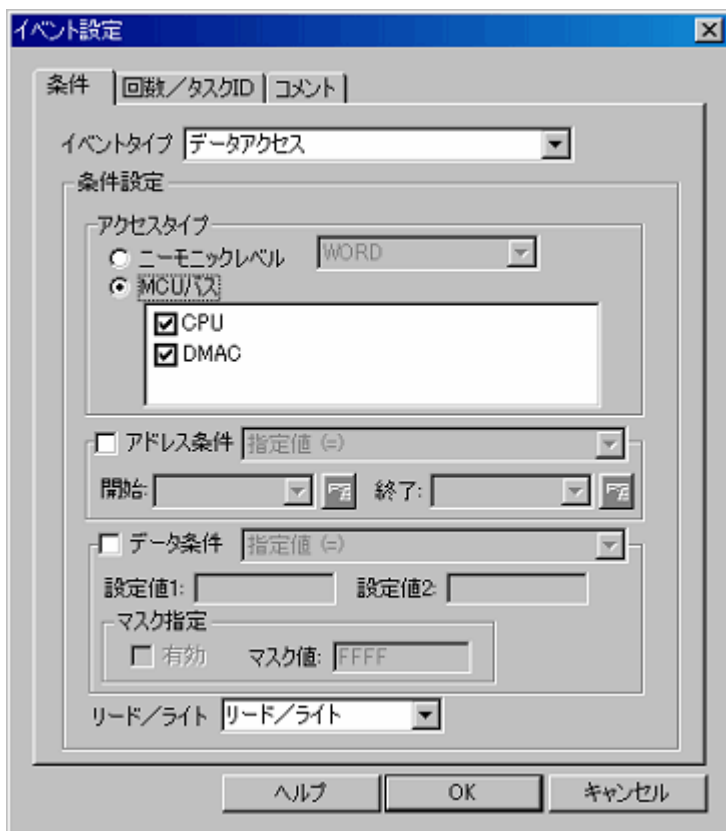 イベント設定
条件 回数／タスクID コメント
イベントタイプ データアクセス
条件設定
アクセスタイプ
ニーモニックレベル WORD
MCUバス
CPU
DMAC
アドレス条件 指定値 (=)
開始: 終了:
データ条件 指定値 (=)
設定値1: 設定値2:
マスク指定
有効 マスク値: FFFF
リード／ライト リード／ライト
ヘルプ OK キャンセル